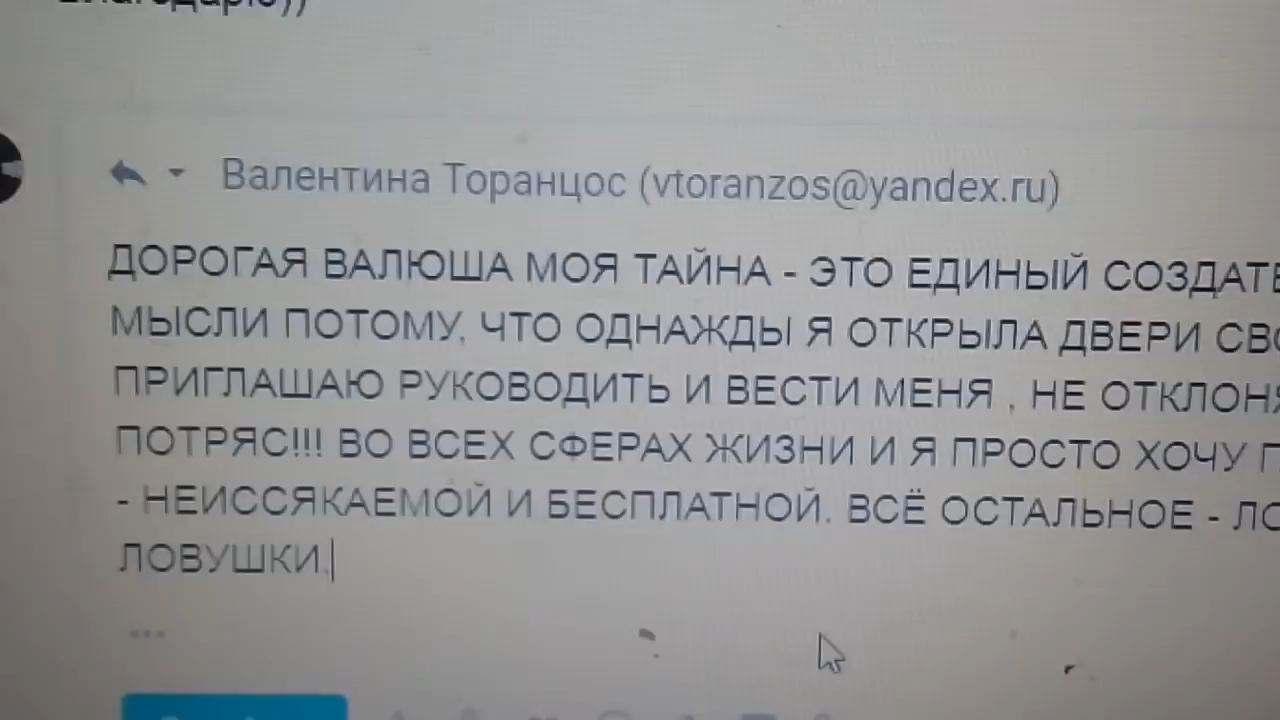 Валентина Торанцос (vtoranzos@yandex.ru)
ДОРОГАЯ ВАЛЮША МОЯ ТАЙНА - ЭТО ЕДИНЫЙ
МЫСЛИ ПОТОМУ, ЧТО ОДНАЖДЫ Я ОТКРЫЛА ДВЕРИ
ПРИГЛАШАЮ РУКОВОДИТЬ И ВЕСТИ МЕНЯ , НЕ
ПОТРЯС!!! ВО ВСЕХ СФЕРАХ ЖИЗНИ И Я ПРОСТО ХОЧУ
- НЕИССЯКАЕМОЙ И БЕСПЛАТНОЙ. ВСЁ ОСТАЛЬНОЕ -
ЛОВУШКИ.
...